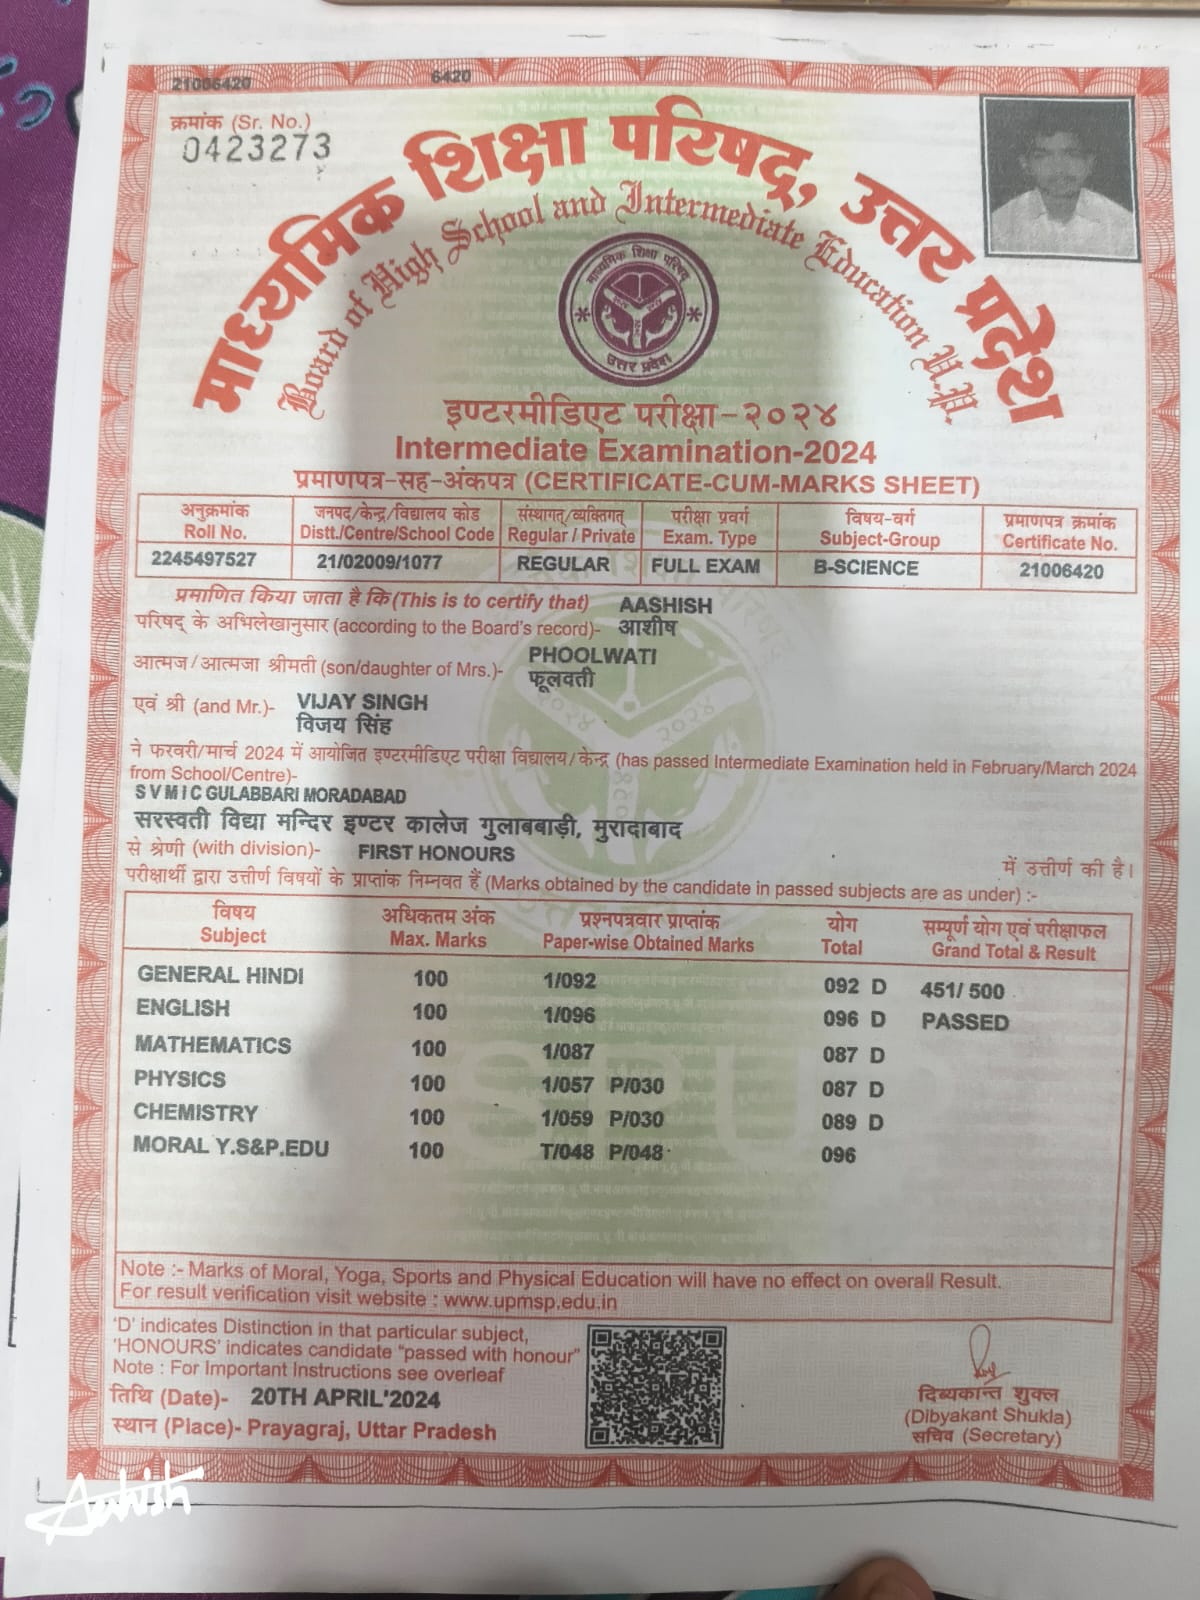 21006420 6420
क्रमांक (Sr. No.)
0423273
माध्यमिक शिक्षा परिषद्, उत्तर प्रदेश
Board of High School and Intermediate Education U.P.
माध्यमिक शिक्षा परिषद्
उत्तर प्रदेश
इण्टरमीडिएट परीक्षा-२०२४
Intermediate Examination-2024
प्रमाणपत्र-सह-अंकपत्र (CERTIFICATE-CUM-MARKS SHEET)
अनुक्रमांक जनपद/केन्द्र/विद्यालय कोड संस्थागत्/व्यक्तिगत् परीक्षा प्रवर्ग विषय-वर्ग प्रमाणपत्र क्रमांक
Roll No. Distt./Centre/School Code Regular / Private Exam. Type Subject-Group Certificate No.
2245497527 21/02009/1077 REGULAR FULL EXAM B-SCIENCE 21006420
प्रमाणित किया जाता है कि (This is to certify that) AASHISH
परिषद् के अभिलेखानुसार (according to the Board's record)- आशीष
PHOOLWATI
आत्मज/आत्मजा श्रीमती (son/daughter of Mrs.)- फूलवती
एवं श्री (and Mr.)- VIJAY SINGH
विजय सिंह
ने फरवरी/मार्च 2024 में आयोजित इण्टरमीडिएट परीक्षा विद्यालय/केन्द्र (has passed Intermediate Examination held in February/March 2024
from School/Centre)-
S V M I C GULABBARI MORADABAD
सरस्वती विद्या मन्दिर इण्टर कालेज गुलाबबाड़ी, मुरादाबाद
से श्रेणी (with division)- FIRST HONOURS में उत्तीर्ण की है।
परीक्षार्थी द्वारा उत्तीर्ण विषयों के प्राप्तांक निम्नवत हैं (Marks obtained by the candidate in passed subjects are as under) :-
विषय अधिकतम अंक प्रश्नपत्रवार प्राप्तांक योग सम्पूर्ण योग एवं परीक्षाफल
Subject Max. Marks Paper-wise Obtained Marks Total Grand Total & Result
GENERAL HINDI 100 1/092 092 D 451/ 500
ENGLISH 100 1/096 096 D PASSED
MATHEMATICS 100 1/087 087 D
PHYSICS 100 1/057 P/030 087 D
CHEMISTRY 100 1/059 P/030 089 D
MORAL Y.S&P.EDU 100 T/048 P/048 096
Note :- Marks of Moral, Yoga, Sports and Physical Education will have no effect on overall Result.
For result verification visit website : www.upmsp.edu.in
'D' indicates Distinction in that particular subject,
'HONOURS' indicates candidate "passed with honour"
Note : For Important Instructions see overleaf
तिथि (Date)- 20TH APRIL'2024
स्थान (Place)- Prayagraj, Uttar Pradesh
दिब्यकान्त शुक्ल
(Dibyakant Shukla)
सचिव (Secretary)
Aashish